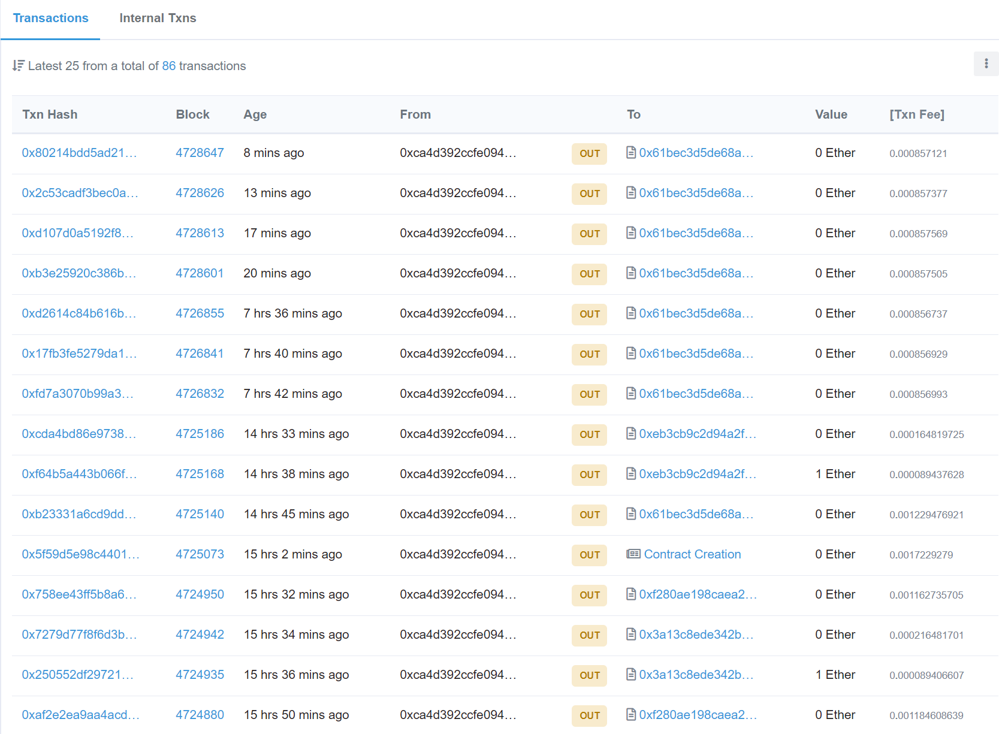 Transactions Internal Txns
Latest 25 from a total of 86 transactions
Txn Hash Block Age From To Value [Txn Fee]
0x80214bdd5ad21... 4728647 8 mins ago 0xca4d392ccfe094... OUT 0x61bec3d5de68a... 0 Ether 0.000857121
0x2c53cadf3bec0a... 4728626 13 mins ago 0xca4d392ccfe094... OUT 0x61bec3d5de68a... 0 Ether 0.000857377
0xd107d0a5192f8... 4728613 17 mins ago 0xca4d392ccfe094... OUT 0x61bec3d5de68a... 0 Ether 0.000857569
0xb3e25920c386b... 4728601 20 mins ago 0xca4d392ccfe094... OUT 0x61bec3d5de68a... 0 Ether 0.000857505
0xd2614c84b616b... 4726855 7 hrs 36 mins ago 0xca4d392ccfe094... OUT 0x61bec3d5de68a... 0 Ether 0.000856737
0x17fb3fe5279da1... 4726841 7 hrs 40 mins ago 0xca4d392ccfe094... OUT 0x61bec3d5de68a... 0 Ether 0.000856929
0xfd7a3070b99a3... 4726832 7 hrs 42 mins ago 0xca4d392ccfe094... OUT 0x61bec3d5de68a... 0 Ether 0.000856993
0xcda4bd86e9738... 4725186 14 hrs 33 mins ago 0xca4d392ccfe094... OUT 0xeb3cb9c2d94a2f... 0 Ether 0.000164819725
0xf64b5a443b066f... 4725168 14 hrs 38 mins ago 0xca4d392ccfe094... OUT 0xeb3cb9c2d94a2f... 1 Ether 0.000089437628
0xb23331a6cd9dd... 4725140 14 hrs 45 mins ago 0xca4d392ccfe094... OUT 0x61bec3d5de68a... 0 Ether 0.001229476921
0x5f59d5e98c4401... 4725073 15 hrs 2 mins ago 0xca4d392ccfe094... OUT Contract Creation 0 Ether 0.0017229279
0x758ee43ff5b8a6... 4724950 15 hrs 32 mins ago 0xca4d392ccfe094... OUT 0xf280ae198caea2... 0 Ether 0.001162735705
0x7279d77f8f6d3b... 4724942 15 hrs 34 mins ago 0xca4d392ccfe094... OUT 0x3a13c8ede342b... 0 Ether 0.000216481701
0x250552df29721... 4724935 15 hrs 36 mins ago 0xca4d392ccfe094... OUT 0x3a13c8ede342b... 1 Ether 0.000089406607
0xaf2e2ea9aa4acd... 4724880 15 hrs 50 mins ago 0xca4d392ccfe094... OUT 0xf280ae198caea2... 0 Ether 0.001184608639